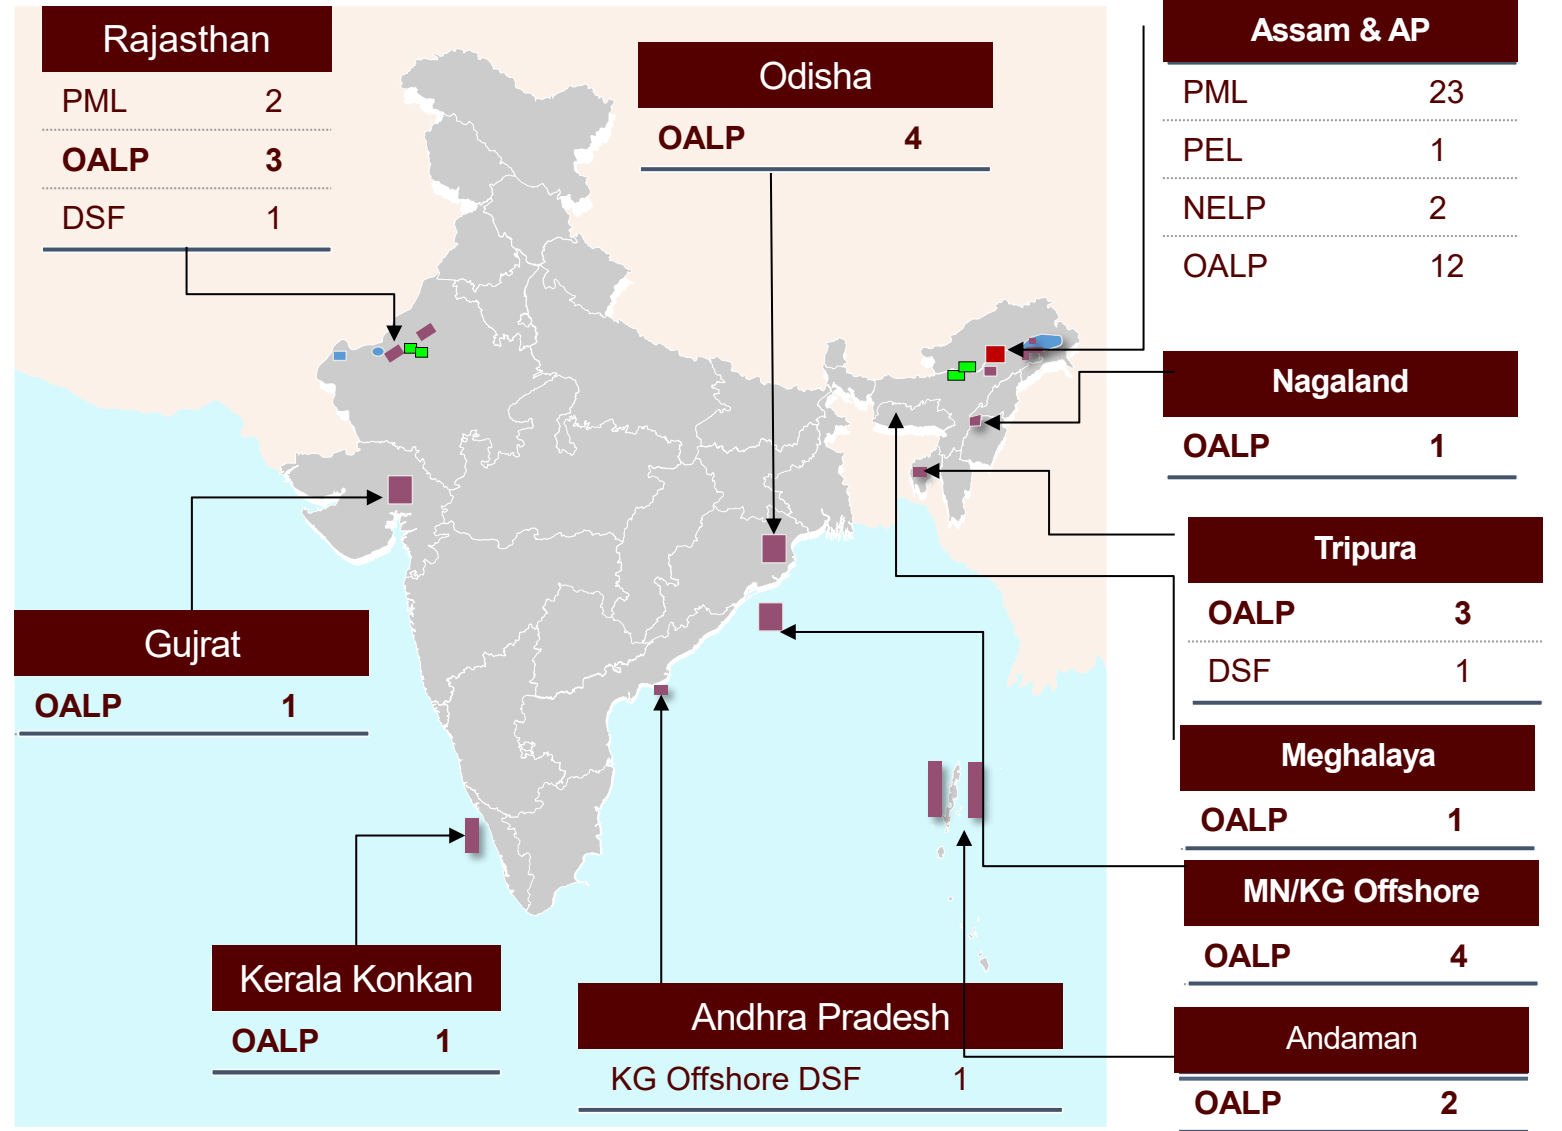 Rajasthan
PML 2
OALP 3
DSF 1
Odisha
OALP 4
Assam & AP
PML 23
PEL 1
NELP 2
OALP 12
Nagaland
OALP 1
Tripura
OALP 3
DSF 1
Gujrat
OALP 1
Meghalaya
OALP 1
MN/KG Offshore
OALP 4
Kerala Konkan
OALP 1
Andhra Pradesh
KG Offshore DSF 1
Andaman
OALP 2